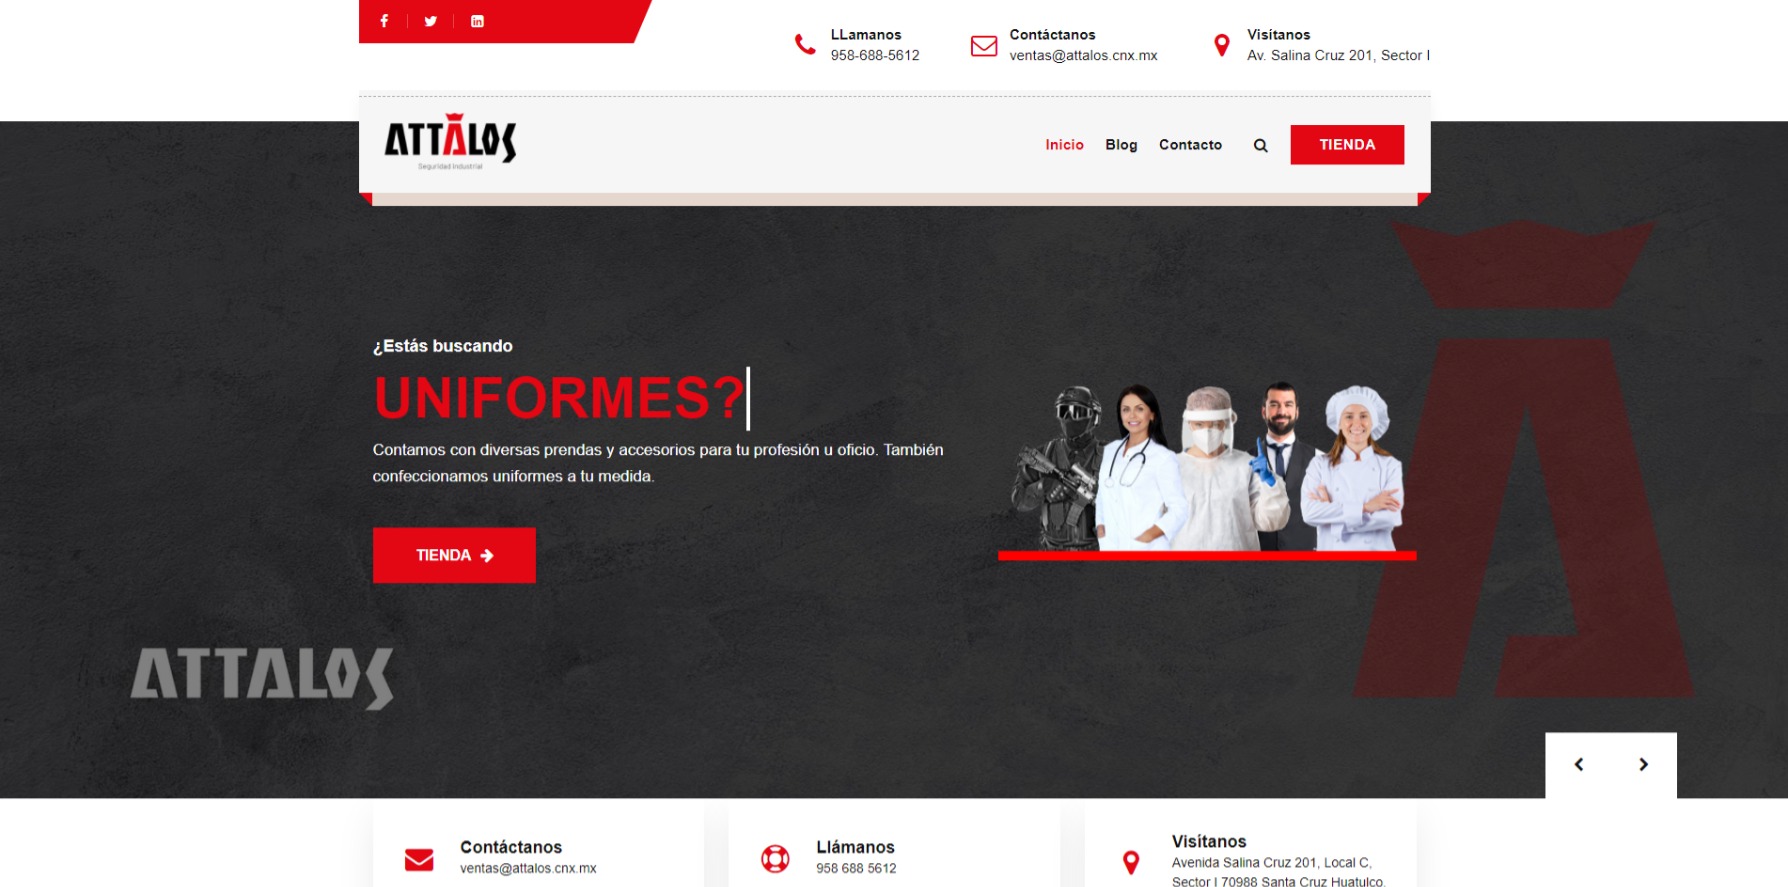 LLamanos
958-688-5612
Contáctanos
ventas@attalos.cnx.mx
Visítanos
Av. Salina Cruz 201, Sector I
ATTALOS
Seguridad Industrial
Inicio
Blog
Contacto
TIENDA
¿Estás buscando
UNIFORMES?
Contamos con diversas prendas y accesorios para tu profesión u oficio. También
confeccionamos uniformes a tu medida.
TIENDA
ATTALOS
Contáctanos
ventas@attalos.cnx.mx
Llámanos
958 688 5612
Visítanos
Avenida Salina Cruz 201, Local C,
Sector I 70988 Santa Cruz Huatulco,